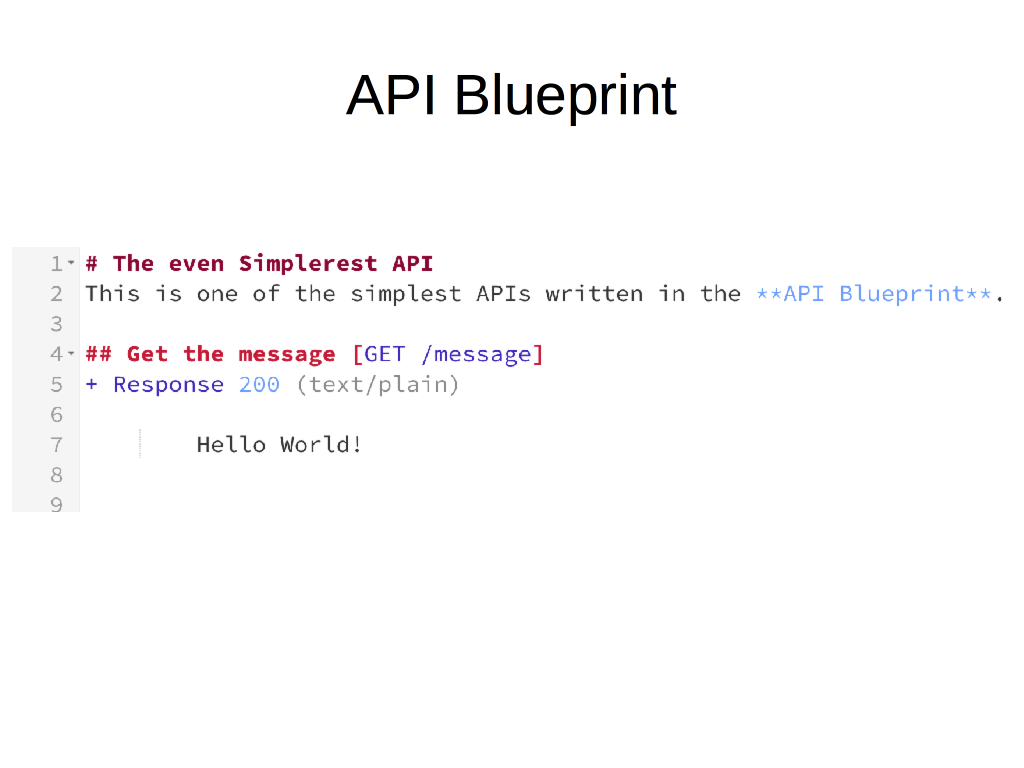 API Blueprint
1 # The even Simplerest API
2 This is one of the simplest APIs written in the **API Blueprint**.
3
4 ## Get the message [GET /message]
5 + Response 200 (text/plain)
6
7 Hello World!
8
9